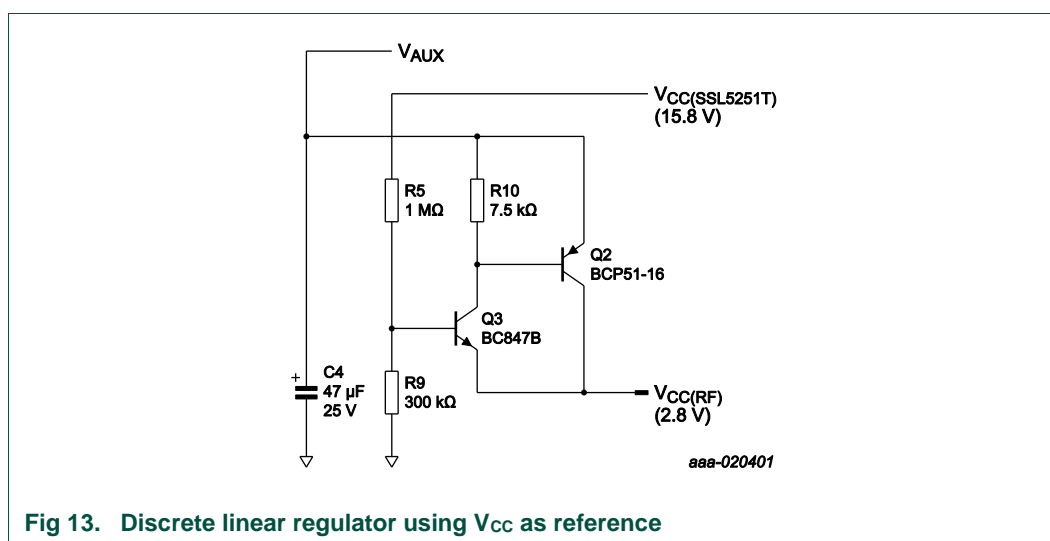 VAUX
VCC(SSL5251T)
(15.8 V)
R5
1 MΩ
R10
7.5 kΩ
Q2
BCP51-16
Q3
BC847B
+
C4
47 µF
25 V
R9
300 kΩ
VCC(RF)
(2.8 V)
aaa-020401
Fig 13. Discrete linear regulator using VCC as reference